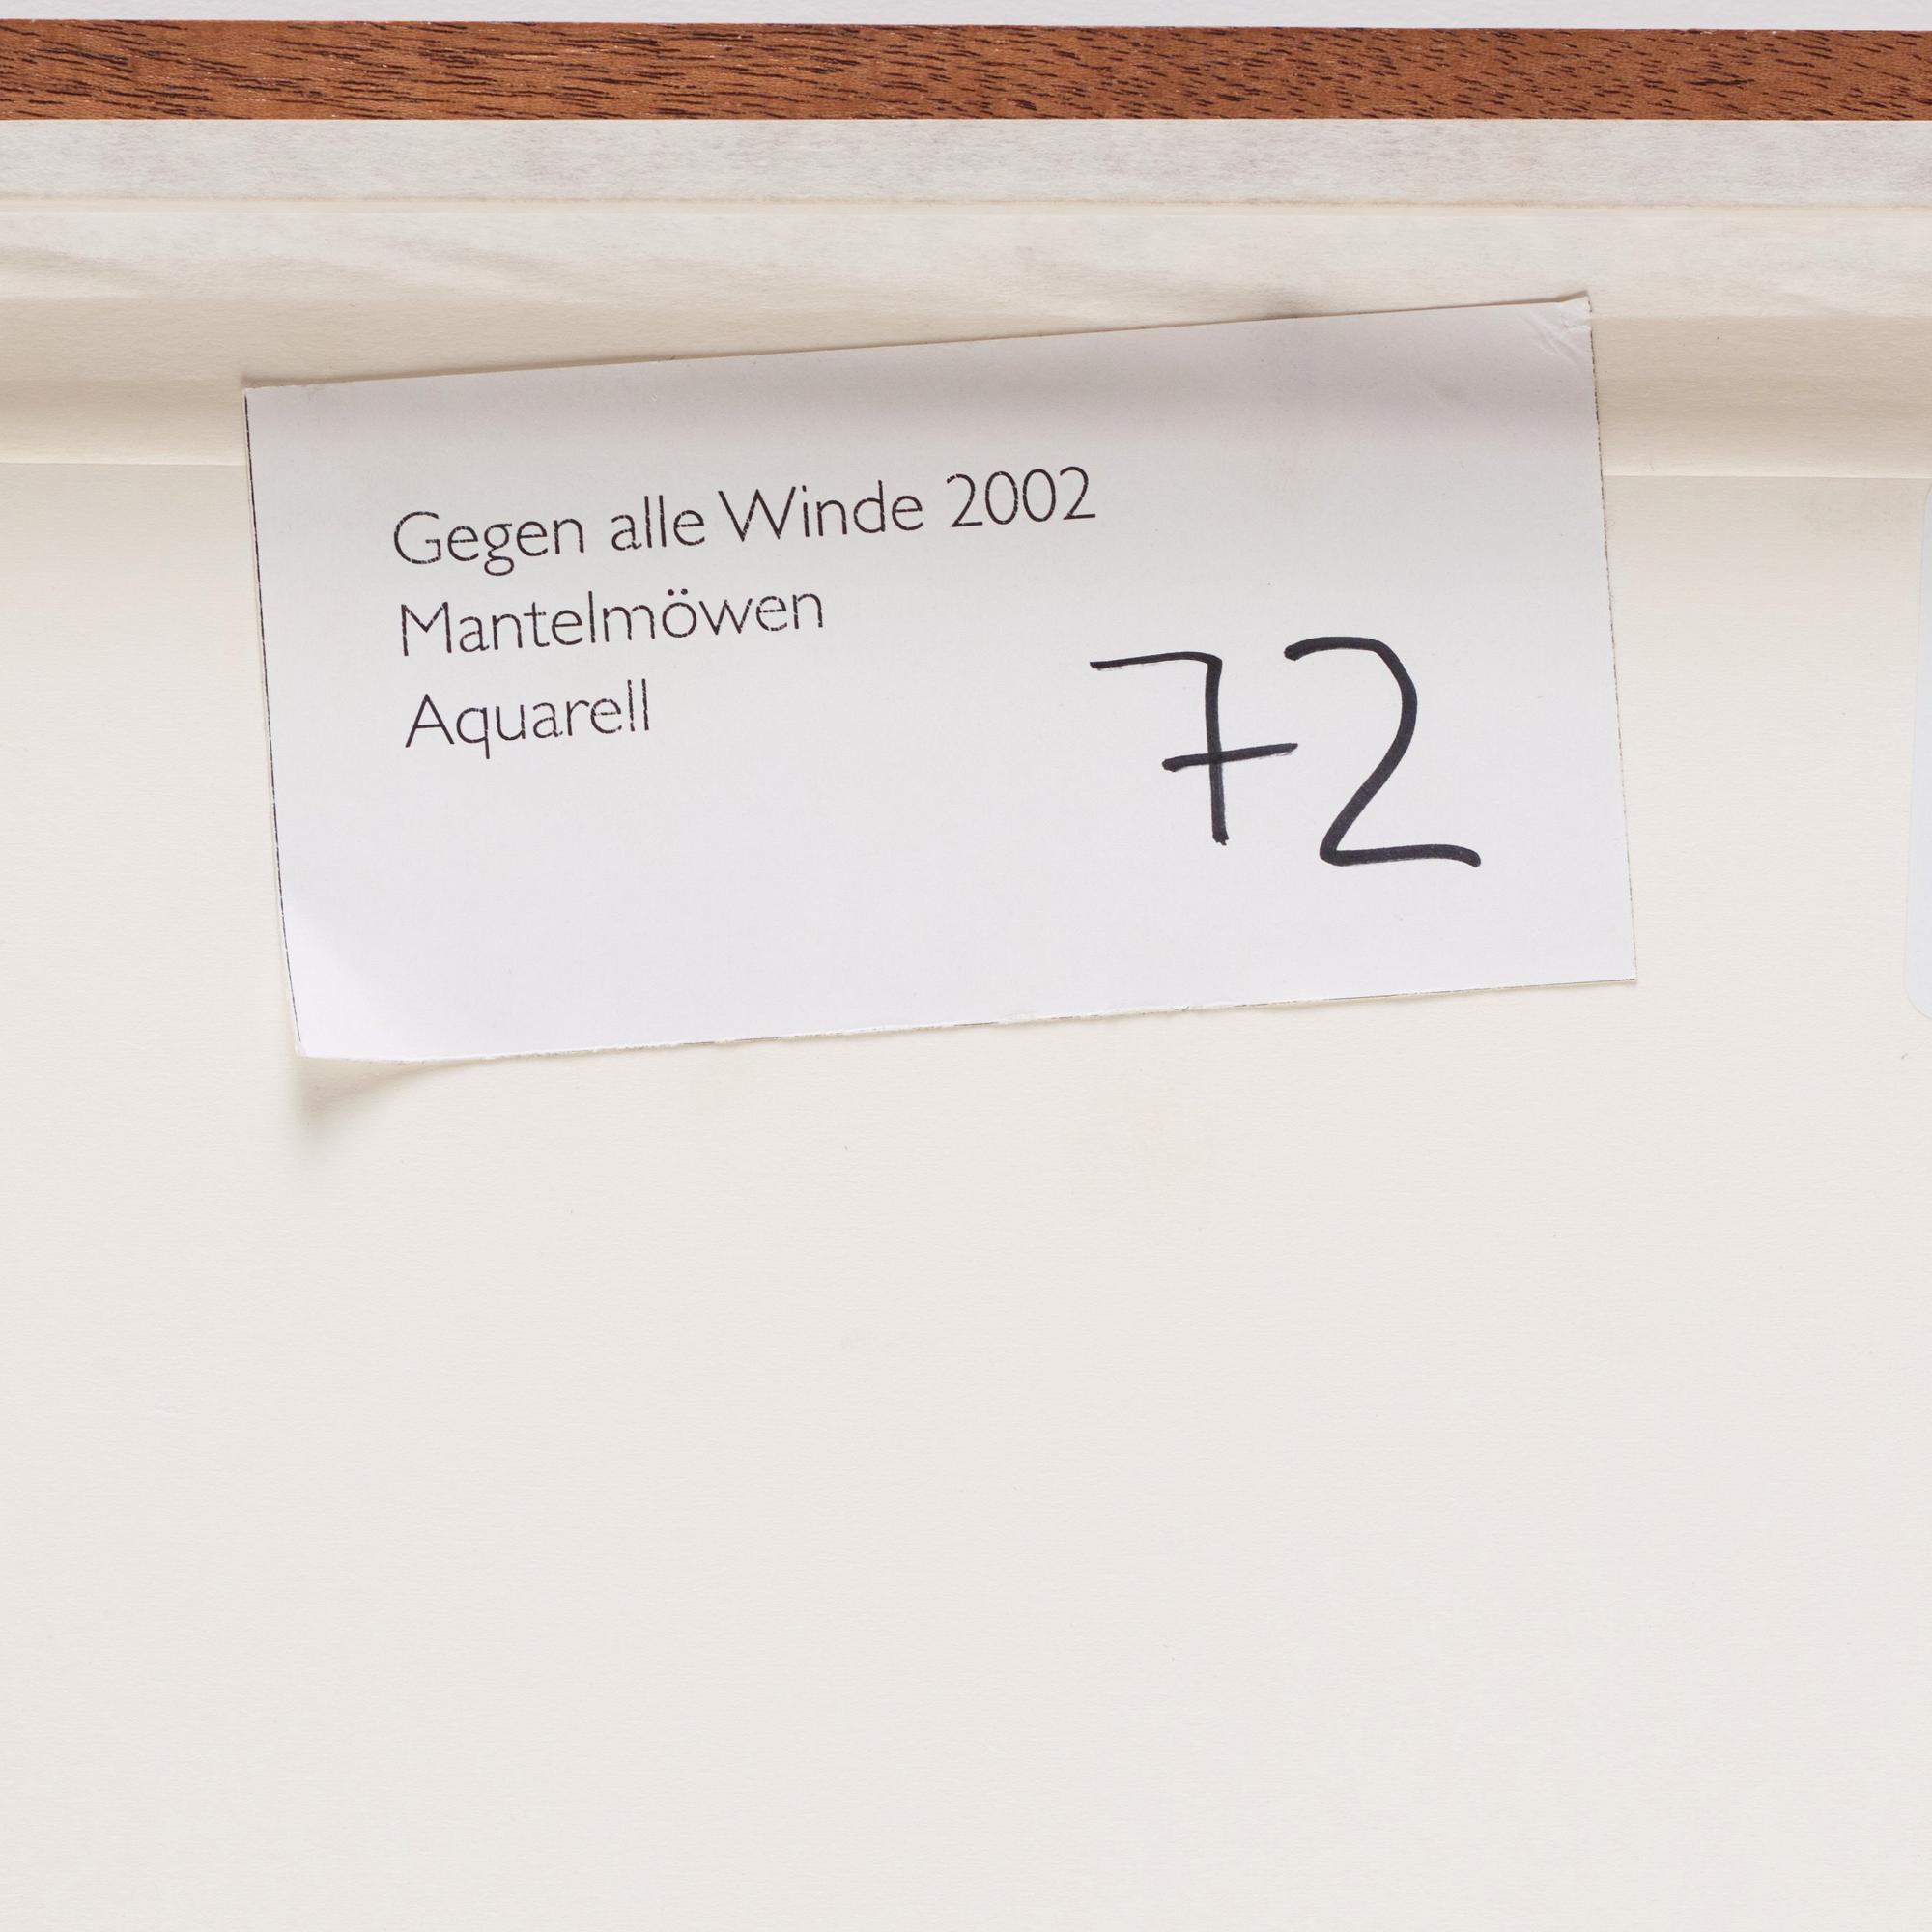 Gegen alle Winde 2002
Mantelmöwen
Aquarell
72